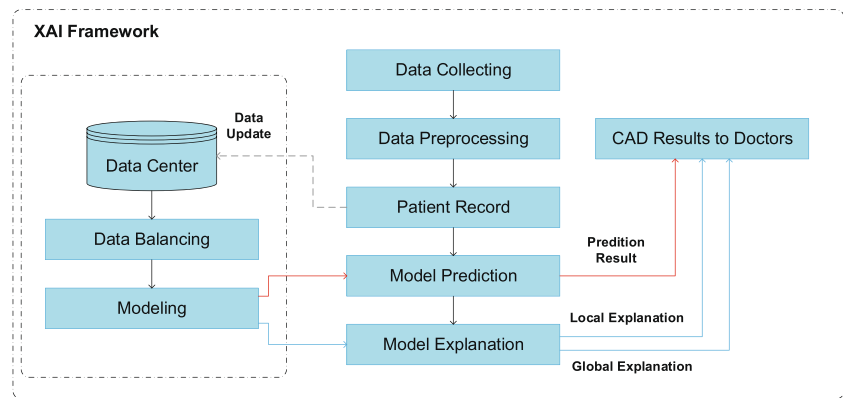 XAI Framework
Data Collecting
Data
Update
Data Preprocessing
CAD Results to Doctors
Data Center
Patient Record
Data Balancing
Predition
Result
Model Prediction
Modeling
Local Explanation
Model Explanation
Global Explanation